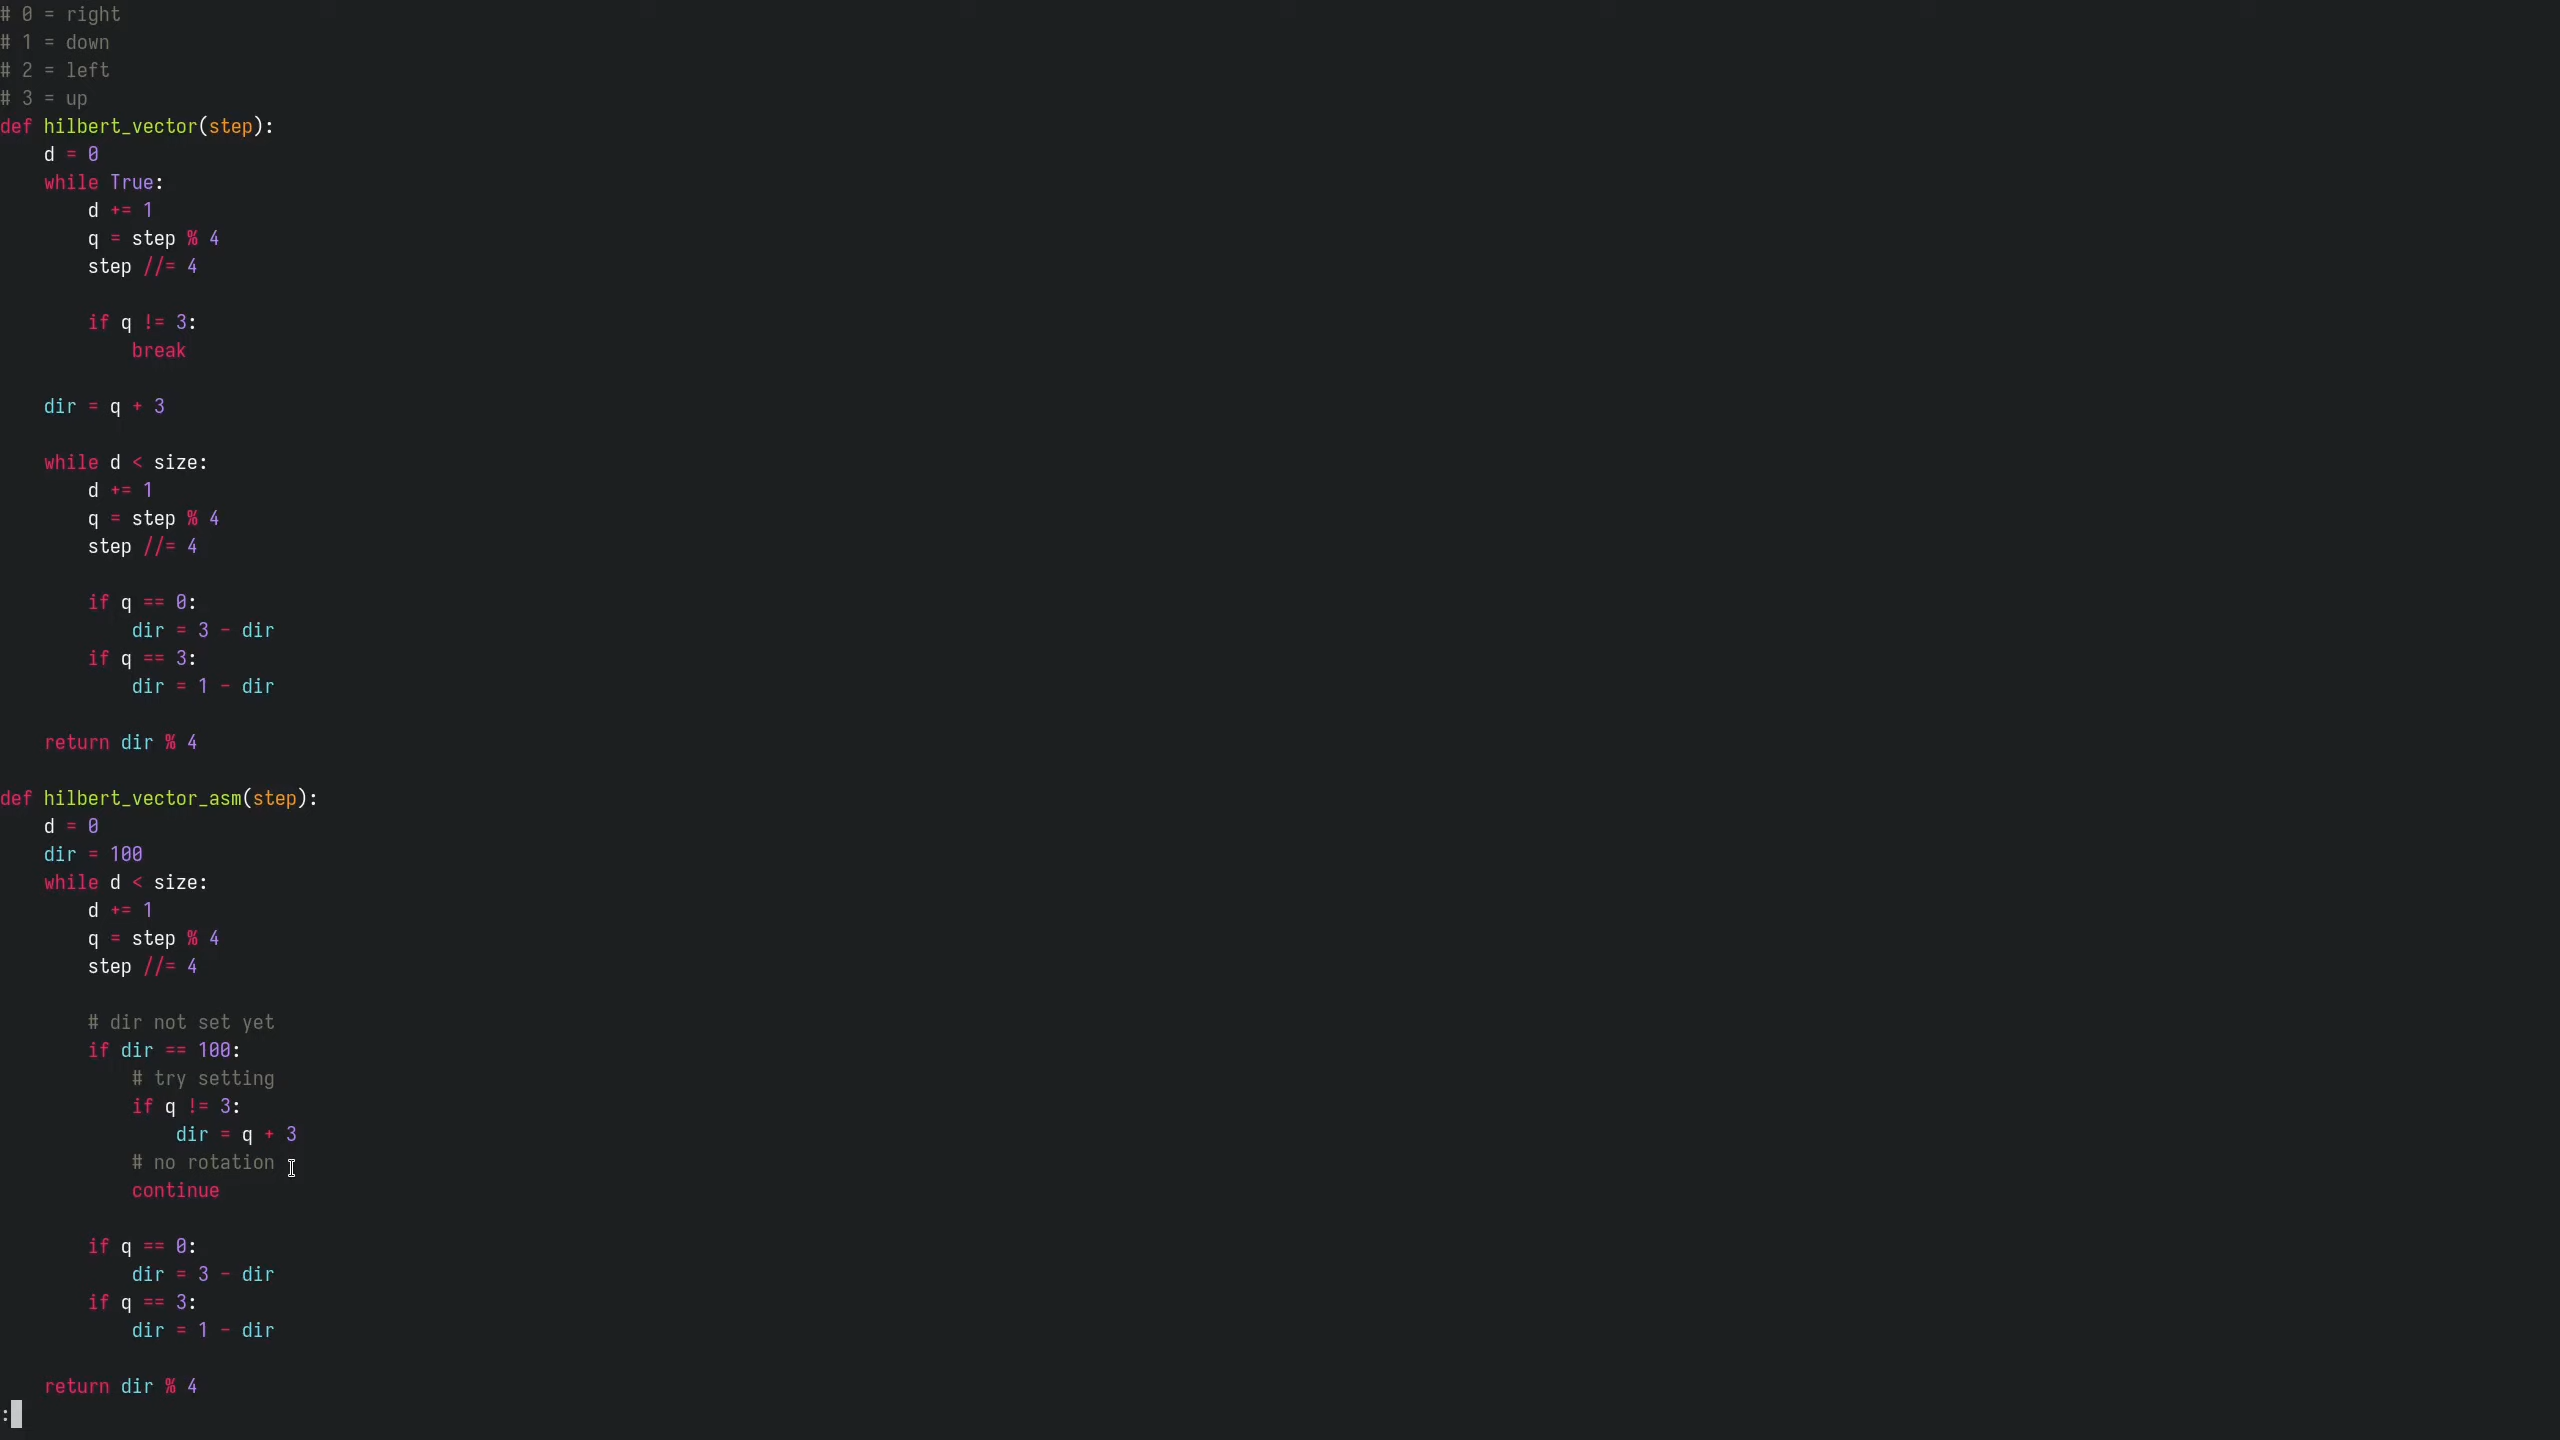 # 0 = right
# 1 = down
# 2 = left
# 3 = up
def hilbert_vector(step):
    d = 0
    while True:
        d += 1
        q = step % 4
        step //= 4

        if q != 3:
            break

    dir = q + 3

    while d < size:
        d += 1
        q = step % 4
        step //= 4

        if q == 0:
            dir = 3 - dir
        if q == 3:
            dir = 1 - dir

    return dir % 4

def hilbert_vector_asm(step):
    d = 0
    dir = 100
    while d < size:
        d += 1
        q = step % 4
        step //= 4

        # dir not set yet
        if dir == 100:
            # try setting
            if q != 3:
                dir = q + 3
            # no rotation
            continue

        if q == 0:
            dir = 3 - dir
        if q == 3:
            dir = 1 - dir

    return dir % 4
: